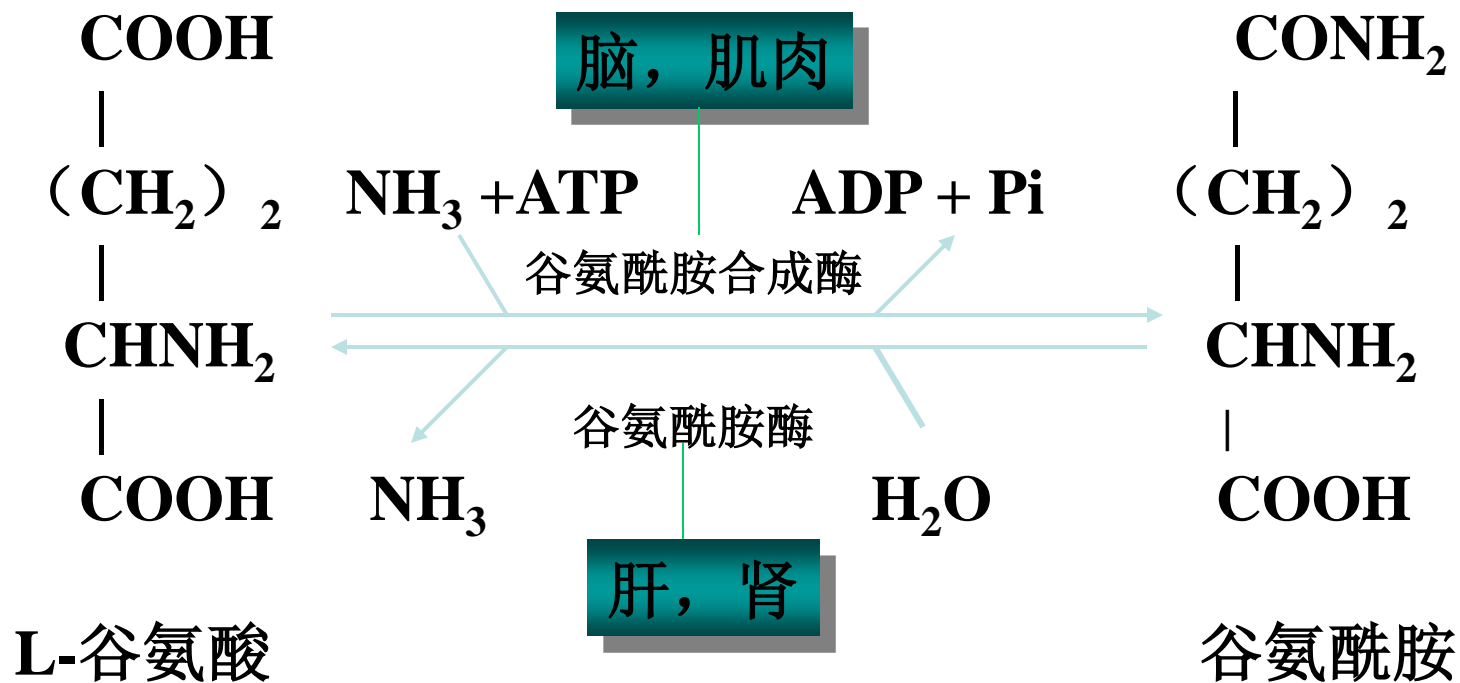 COOH 脑，肌肉 CONH₂
（CH₂）₂ NH₃ +ATP ADP + Pi （CH₂）₂
谷氨酰胺合成酶
CHNH₂ CHNH₂
谷氨酰胺酶
COOH NH₃ H₂O COOH
肝，肾
L-谷氨酸 谷氨酰胺